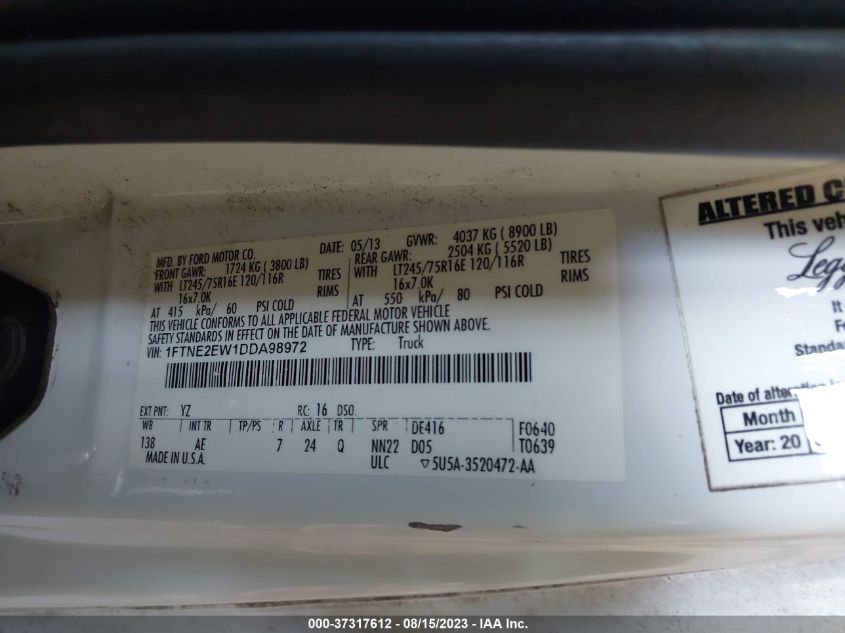 MFD. BY FORD MOTOR CO. DATE: 05/13 GVWR: 4037 KG ( 8900 LB)
FRONT GAWR: 1724 KG ( 3800 LB) REAR GAWR: 2504 KG ( 5520 LB)
WITH LT245/75R16E 120/116R TIRES WITH LT245/75R16E 120/116R TIRES
16x7.0K RIMS 16x7.0K RIMS
AT 415 kPa/ 60 PSI COLD AT 550 kPa/ 80 PSI COLD
THIS VEHICLE CONFORMS TO ALL APPLICABLE FEDERAL MOTOR VEHICLE
SAFETY STANDARDS IN EFFECT ON THE DATE OF MANUFACTURE SHOWN ABOVE.
VIN: 1FTNE2EW1DDA98972 TYPE: Truck
EXT PNT: YZ RC: 16 DSO:
WB INT TR TP/PS R AXLE TR SPR DE416 F0640
138 AE 7 24 Q NN22 D05 T0639
MADE IN U.S.A. ULC ▽5U5A-3520472-AA
ALTERED
This
Legg
It
Standa
Date of
Month
Year: 20
000-37317612 - 08/15/2023 - © IAA, Inc.